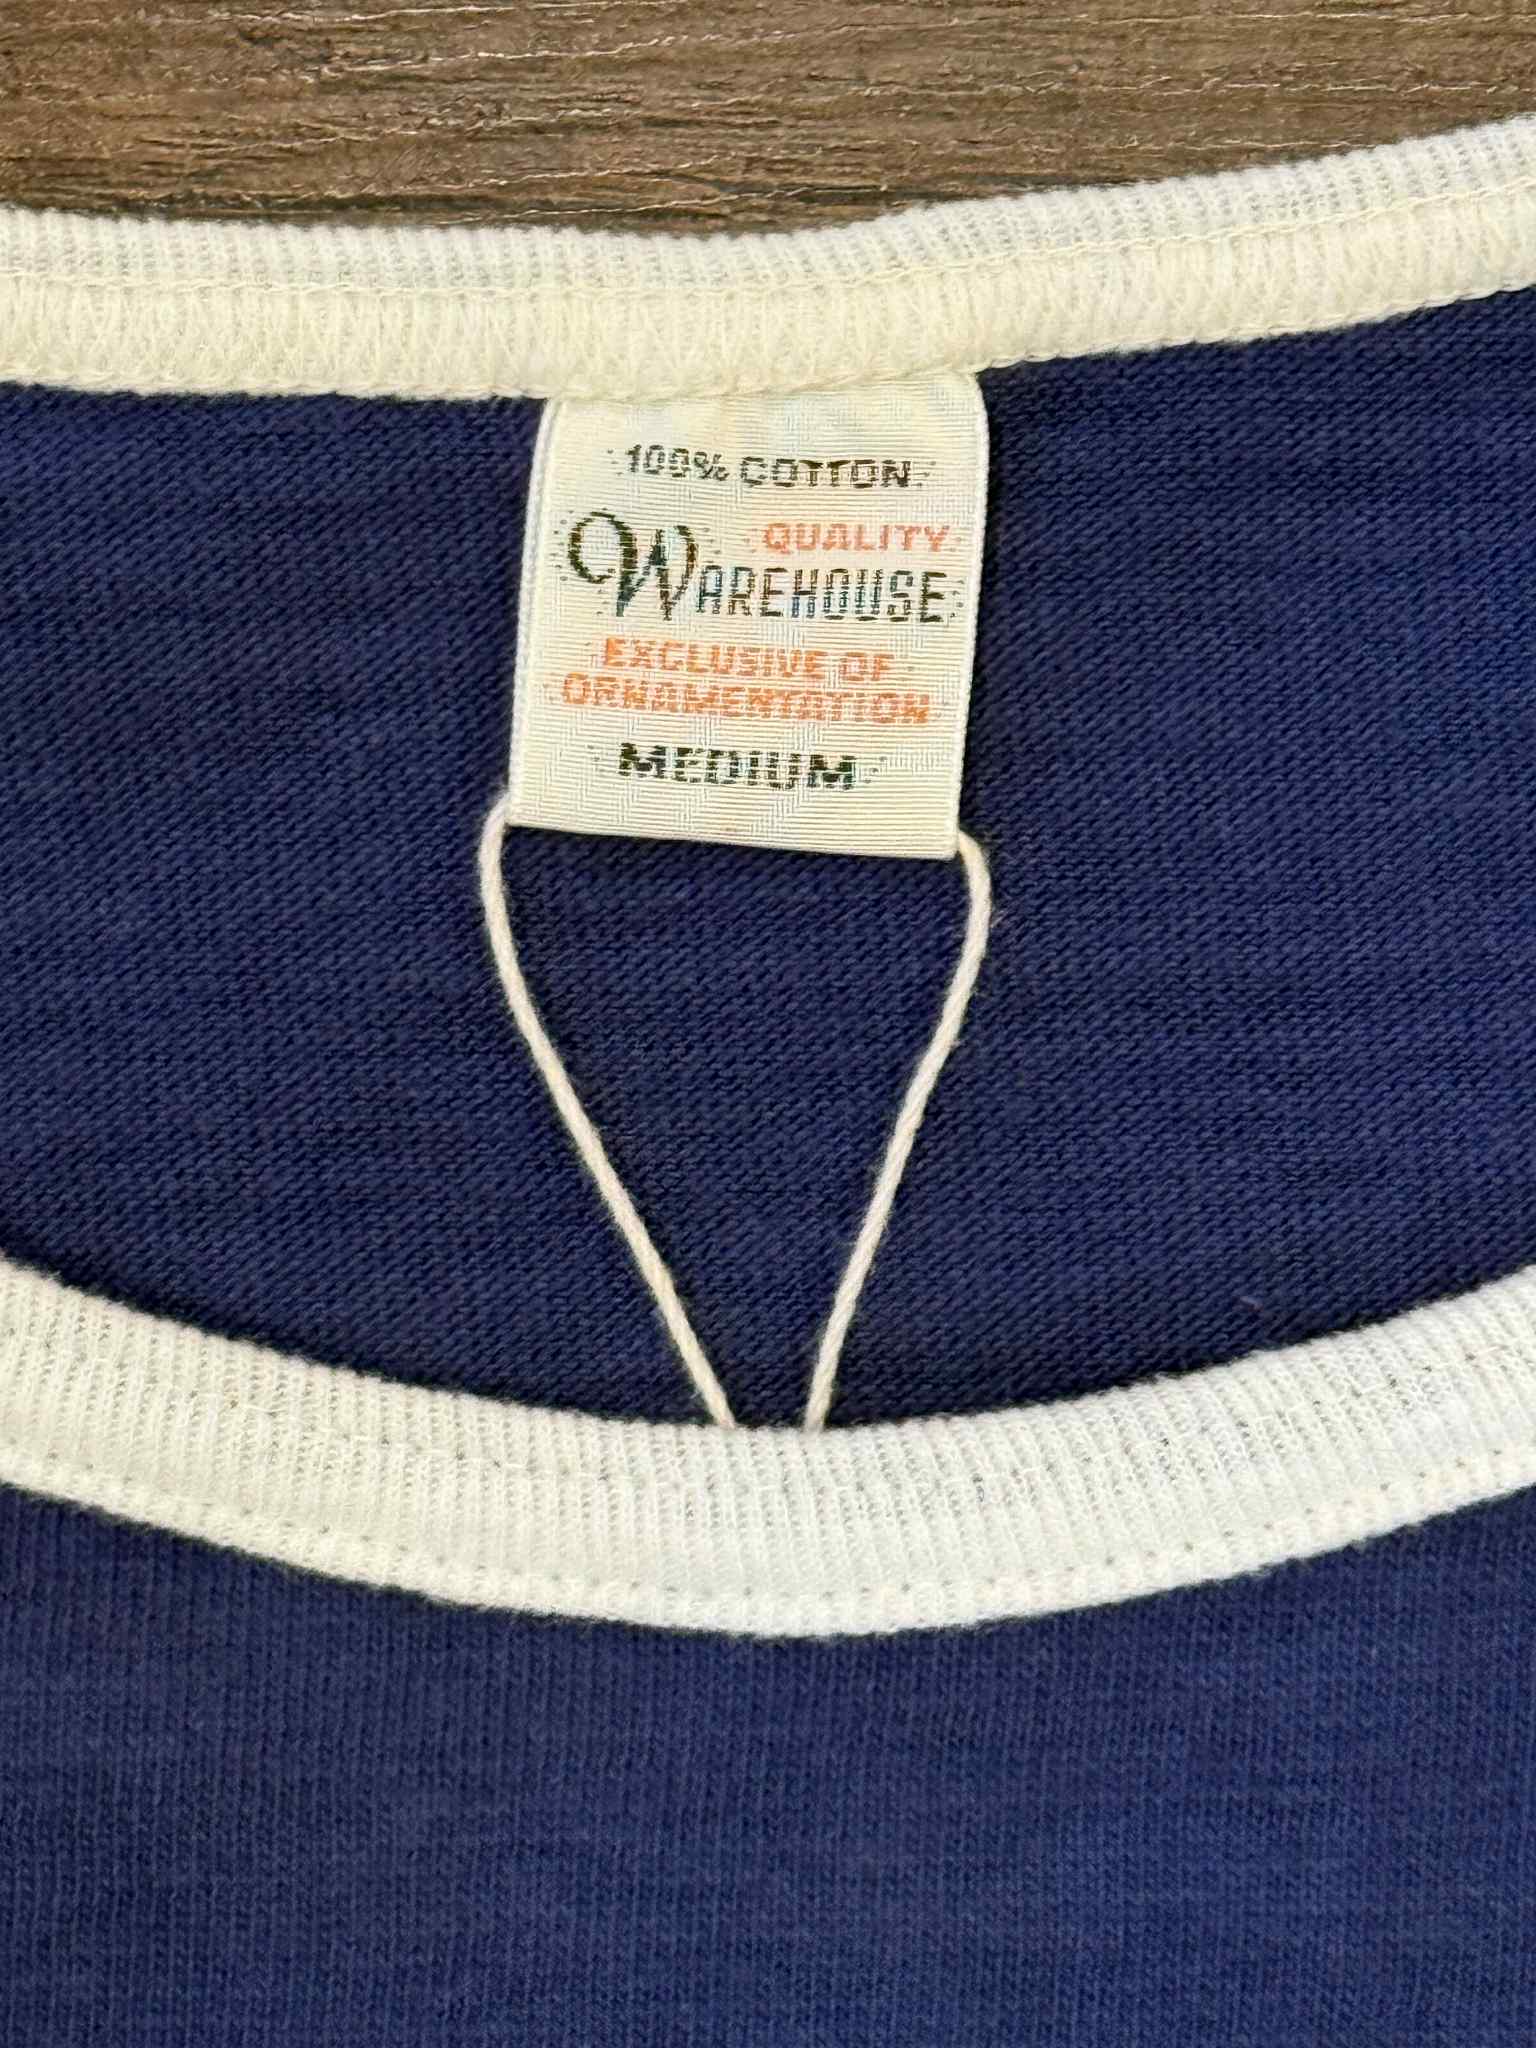 100% COTTON
QUALITY
WAREHOUSE
EXCLUSIVE OF
ORNAMENTATION
MEDIUM